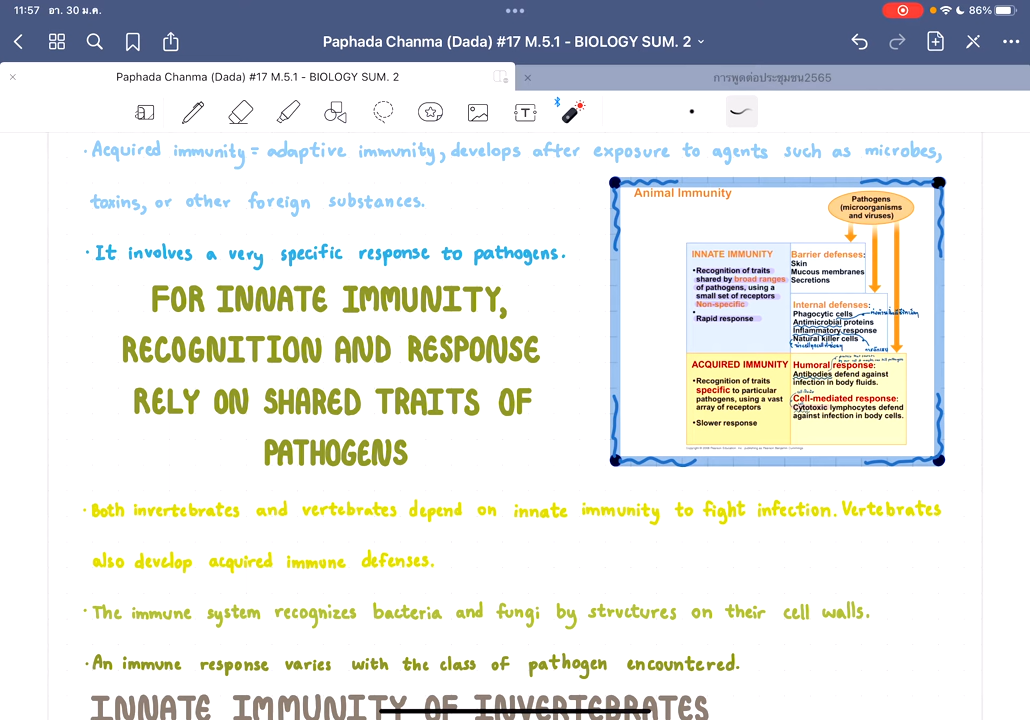 11:57 อา. 30 ม.ค.
86%
Paphada Chanma (Dada) #17 M.5.1 - BIOLOGY SUM. 2
Paphada Chanma (Dada) #17 M.5.1 - BIOLOGY SUM. 2
การพูดต่อประชุมชน2565
• Acquired immunity = adaptive immunity, develops after exposure to agents such as microbes,
toxins, or other foreign substances.
• It involves a very specific response to pathogens.
FOR INNATE IMMUNITY,
RECOGNITION AND RESPONSE
RELY ON SHARED TRAITS OF
PATHOGENS
Animal Immunity
Pathogens
(microorganisms
and viruses)
INNATE IMMUNITY
•Recognition of traits
shared by broad ranges
of pathogens, using a
small set of receptors
Non-specific
•
Rapid response
Barrier defenses:
Skin
Mucous membranes
Secretions
Internal defenses:
Phagocytic cells
Antimicrobial proteins
Inflammatory response
Natural killer cells
ACQUIRED IMMUNITY
•Recognition of traits
specific to particular
pathogens, using a vast
array of receptors
•Slower response
Humoral response:
Antibodies defend against
infection in body fluids.
Cell-mediated response:
Cytotoxic lymphocytes defend
against infection in body cells.
• Both invertebrates and vertebrates depend on innate immunity to fight infection. Vertebrates
also develop acquired immune defenses.
• The immune system recognizes bacteria and fungi by structures on their cell walls.
• An immune response varies with the class of pathogen encountered.
INNATE IMMUNITY OF INVERTEBRATES